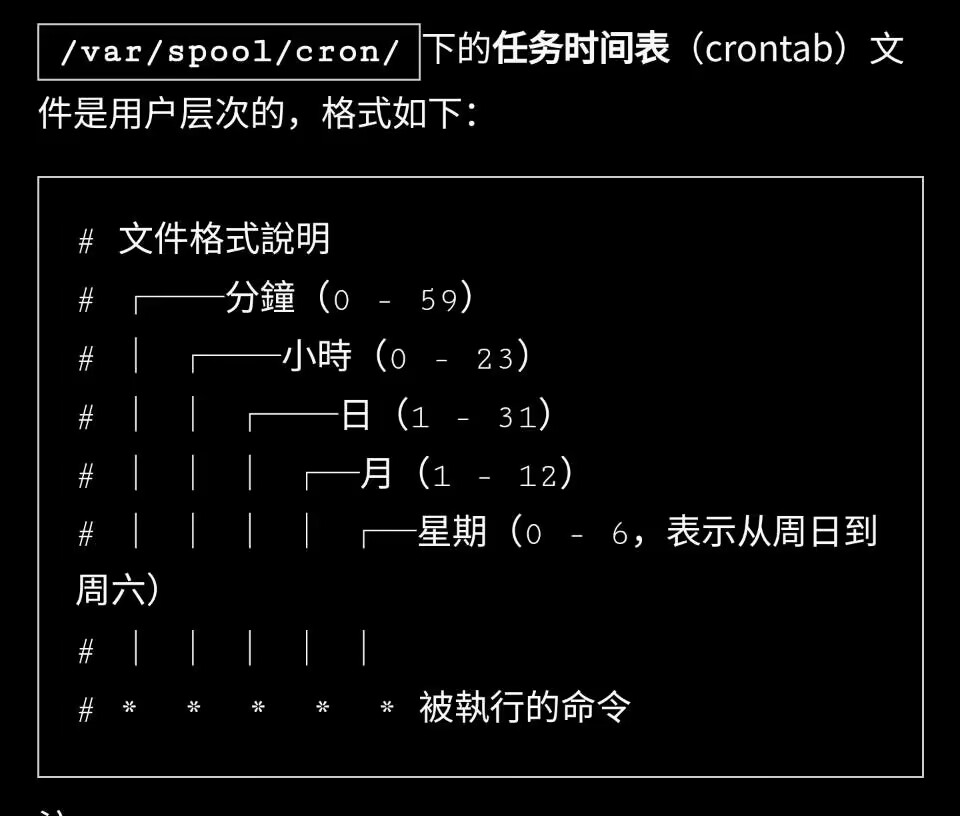 /var/spool/cron/ 下的任务时间表（crontab）文
件是用户层次的，格式如下：
# 文件格式說明
# ┌──分鐘（0 - 59）
# │ ┌──小時（0 - 23）
# │ │ ┌──日（1 - 31）
# │ │ │ ┌─月（1 - 12）
# │ │ │ │ ┌─星期（0 - 6，表示从周日到
周六）
# │ │ │ │ │
# * * * * * 被執行的命令